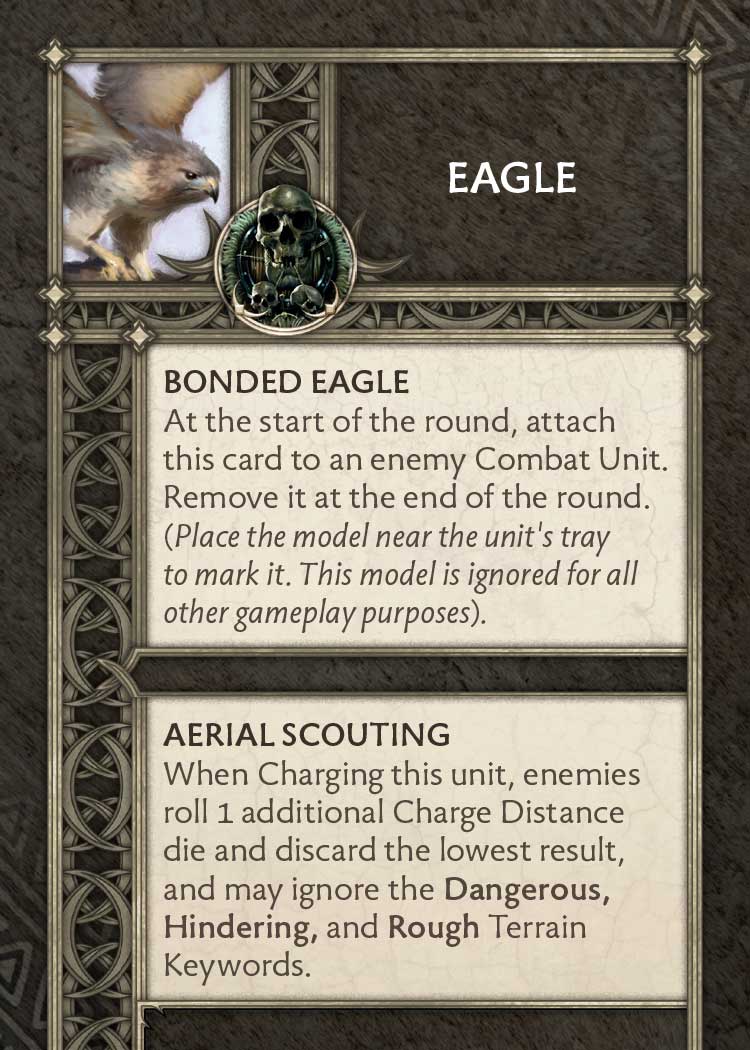 EAGLE
BONDED EAGLE
At the start of the round, attach
this card to an enemy Combat Unit.
Remove it at the end of the round.
(Place the model near the unit's tray
to mark it. This model is ignored for all
other gameplay purposes).
AERIAL SCOUTING
When Charging this unit, enemies
roll 1 additional Charge Distance
die and discard the lowest result,
and may ignore the Dangerous,
Hindering, and Rough Terrain
Keywords.